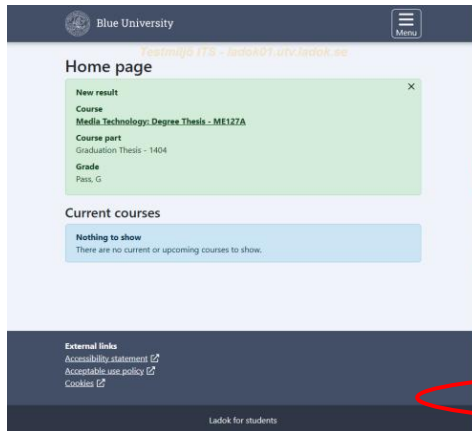 Blue University
Menu
Testmiljö ITS - ladok01.utv.ladok.se
Home page
New result
Course
Media Technology: Degree Thesis - ME127A
Course part
Graduation Thesis - 1404
Grade
Pass, G
Current courses
Nothing to show
There are no current or upcoming courses to show.
External links
Accessibility statement
Acceptable use policy
Cookies
Ladok for students